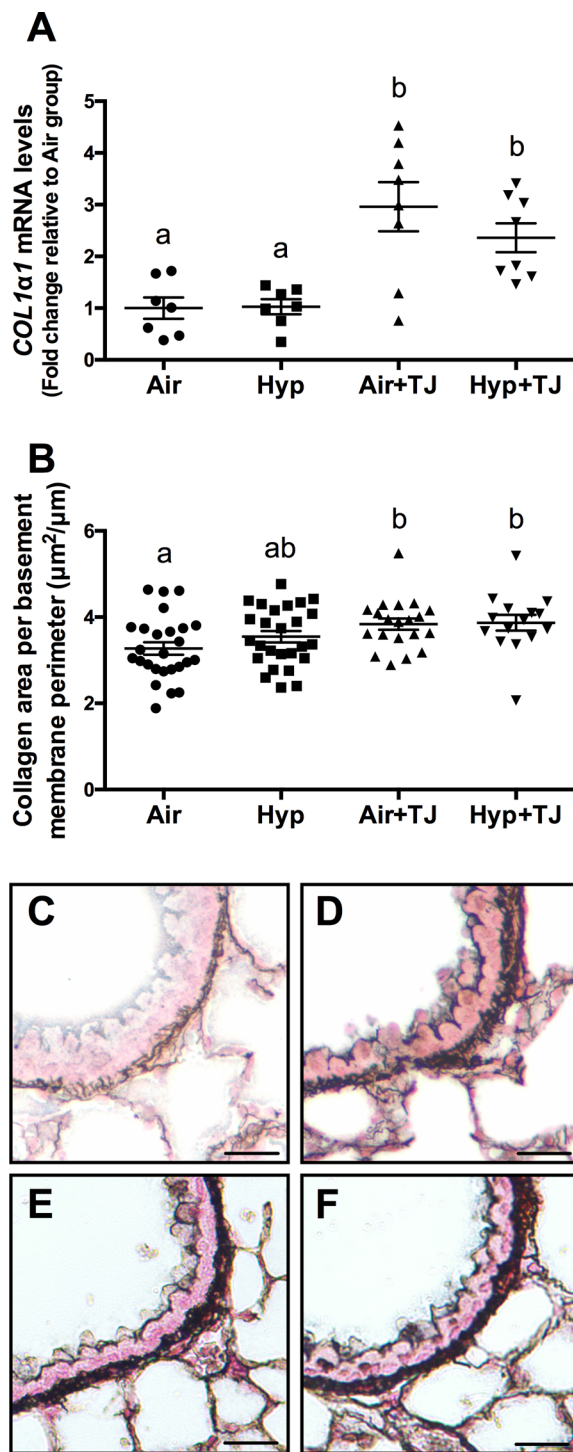 A
COL1α1 mRNA levels
(Fold change relative to Air group)
5
4
3
2
1
0
a
a
b
b
Air
Hyp
Air+TJ
Hyp+TJ
B
Collagen area per basement
membrane perimeter (µm²/µm)
6
4
2
0
a
ab
b
b
Air
Hyp
Air+TJ
Hyp+TJ
C
D
E
F